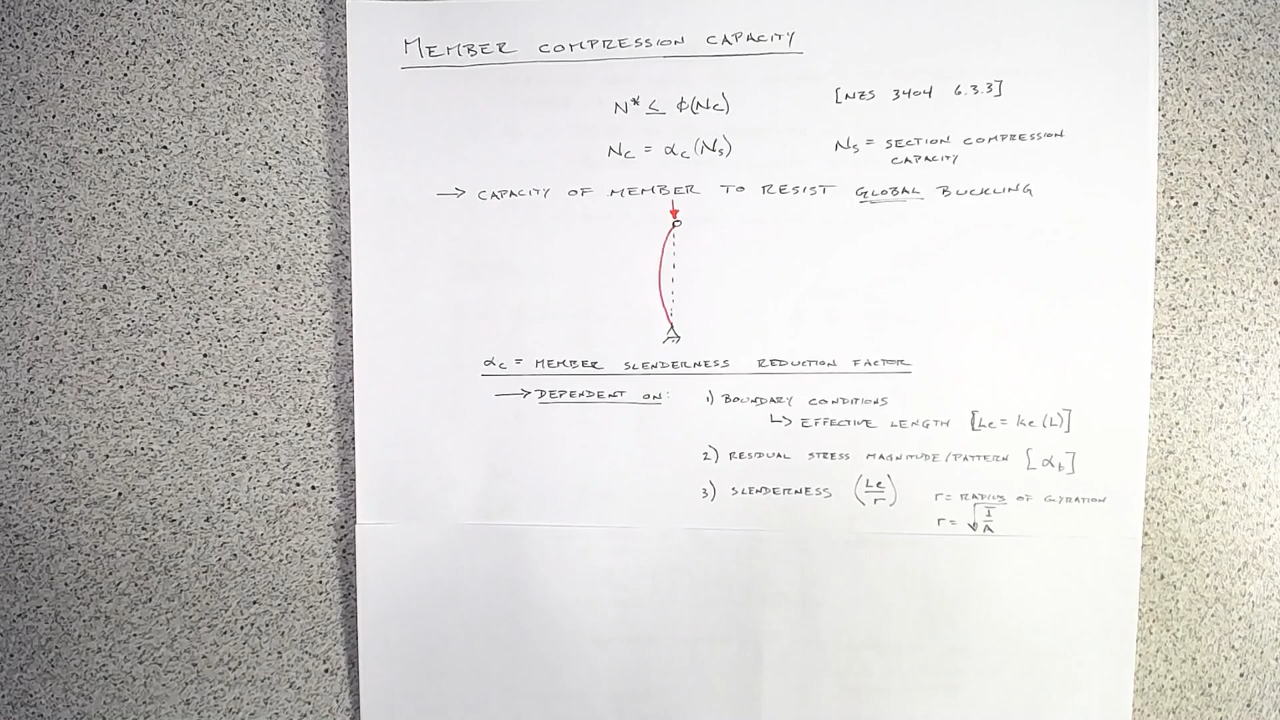 MEMBER COMPRESSION CAPACITY
N* ≤ ϕ(Nc) [NZS 3404 6.3.3]
Nc = αc(Ns) Ns = SECTION COMPRESSION
CAPACITY
→ CAPACITY OF MEMBER TO RESIST GLOBAL BUCKLING
αc = MEMBER SLENDERNESS REDUCTION FACTOR
→ DEPENDENT ON: 1) BOUNDARY CONDITIONS
↳ EFFECTIVE LENGTH [Le = ke(L)]
2) RESIDUAL STRESS MAGNITUDE/PATTERN [αb]
3) SLENDERNESS (Le/r) r = RADIUS OF GYRATION
r = √(I/A)